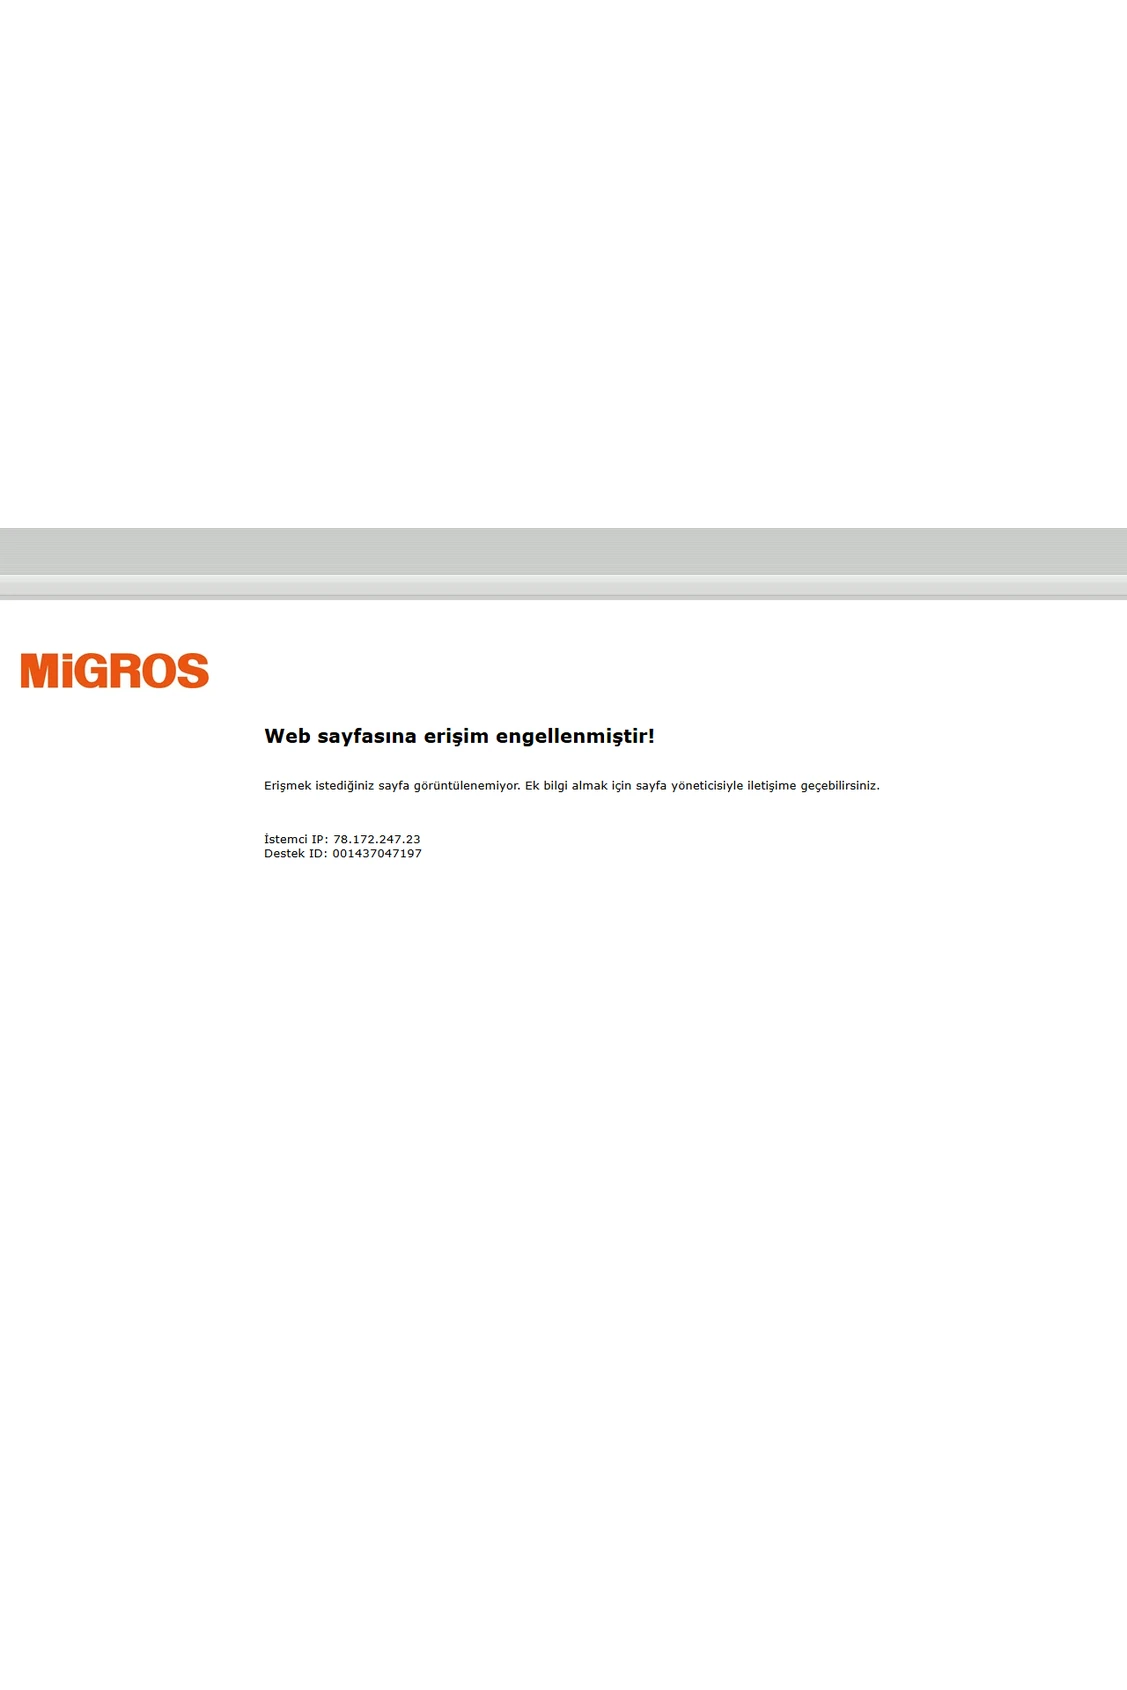 MiGROS
Web sayfasına erişim engellenmiştir!
Erişmek istediğiniz sayfa görüntülenemiyor. Ek bilgi almak için sayfa yöneticisiyle iletişime geçebilirsiniz.
İstemci IP: 78.172.247.23
Destek ID: 001437047197